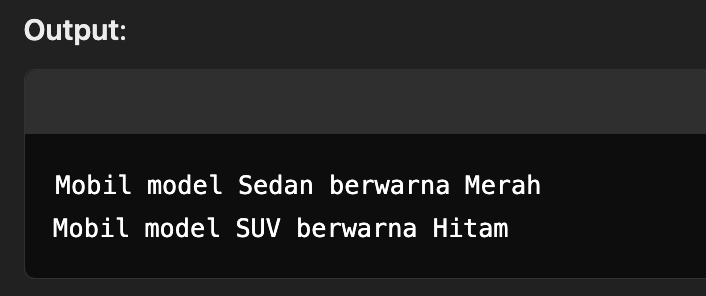 Output:
Mobil model Sedan berwarna Merah
Mobil model SUV berwarna Hitam